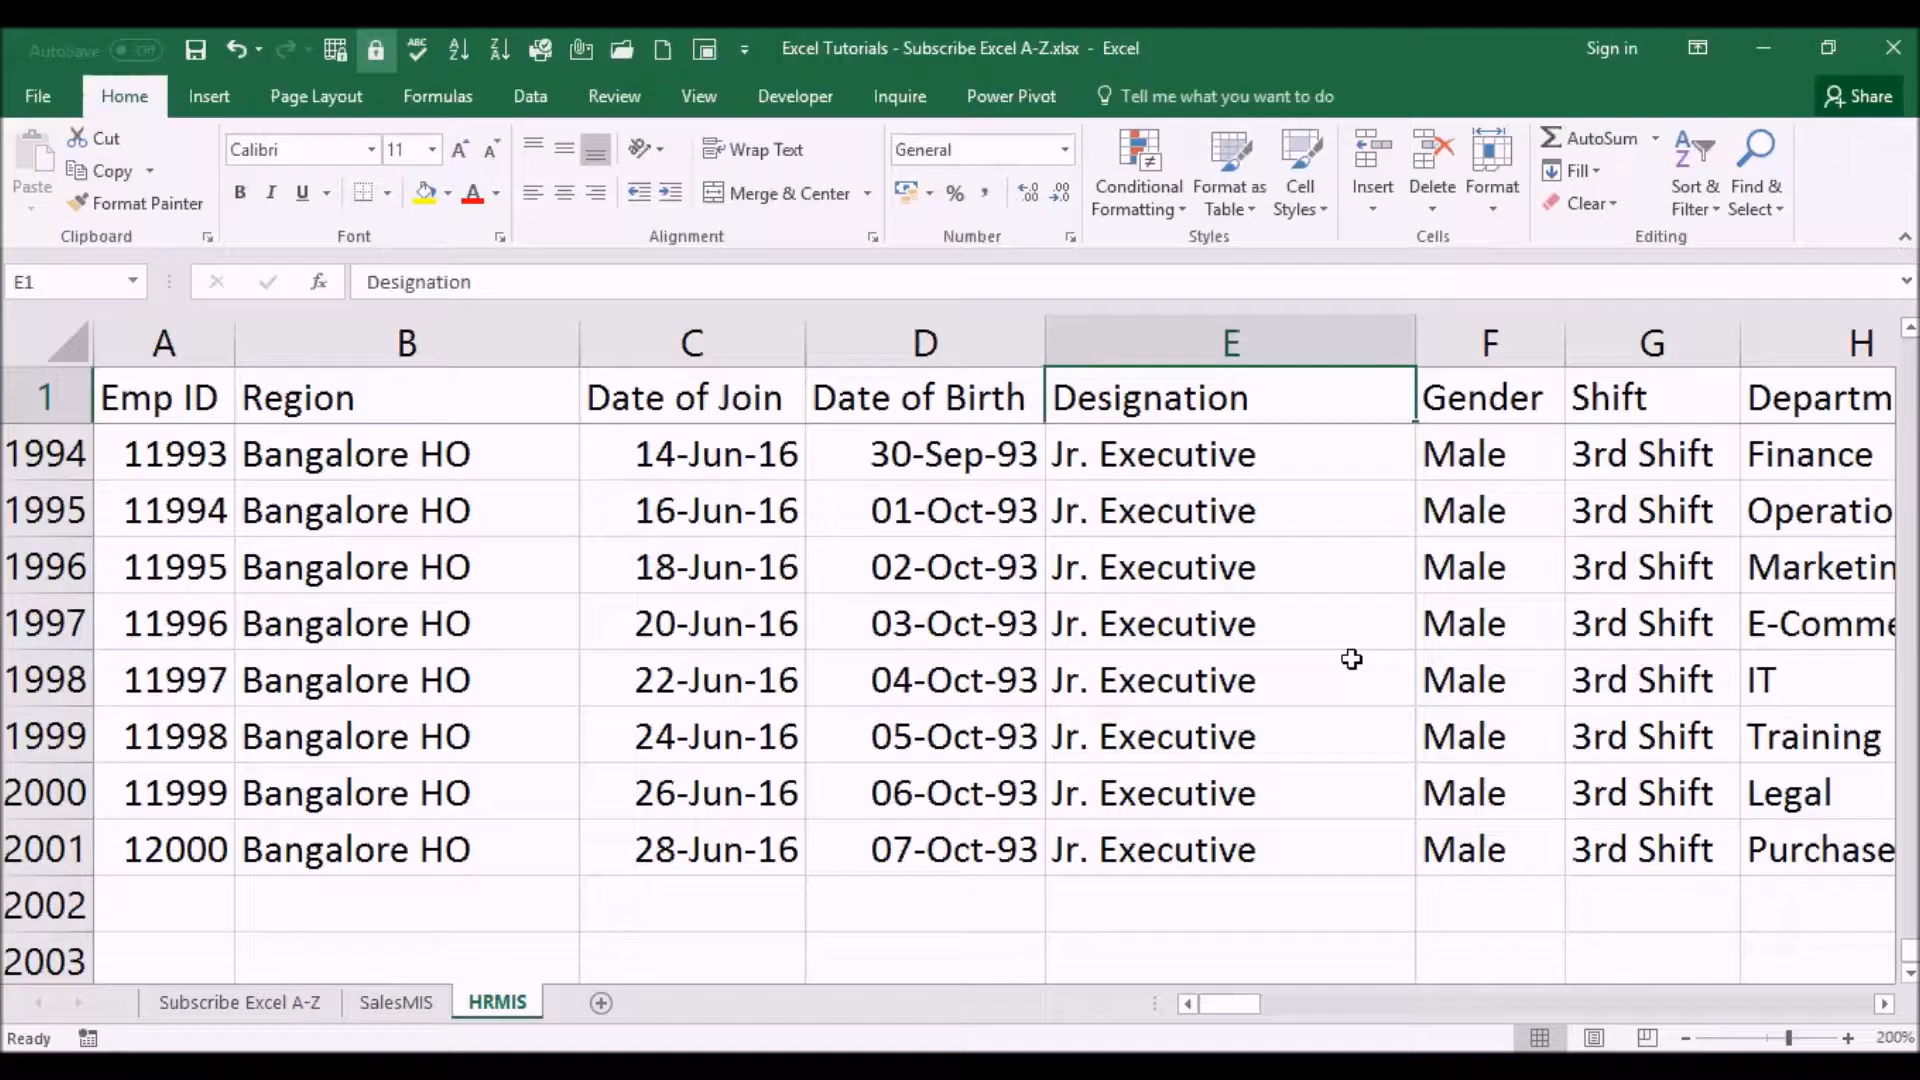 AutoSave Off Excel Tutorials - Subscribe Excel A-Z.xlsx - Excel Sign in
File Home Insert Page Layout Formulas Data Review View Developer Inquire Power Pivot Tell me what you want to do Share
Paste Cut Copy Format Painter
Calibri 11 A A B I U A
Wrap Text Merge & Center
General % ,
Conditional Formatting Format as Table Cell Styles
Insert Delete Format
AutoSum Fill Clear Sort & Filter Find & Select
Clipboard Font Alignment Number Styles Cells Editing
E1 fx Designation
A B C D E F G H
1 Emp ID Region Date of Join Date of Birth Designation Gender Shift Departm
1994 11993 Bangalore HO 14-Jun-16 30-Sep-93 Jr. Executive Male 3rd Shift Finance
1995 11994 Bangalore HO 16-Jun-16 01-Oct-93 Jr. Executive Male 3rd Shift Operatio
1996 11995 Bangalore HO 18-Jun-16 02-Oct-93 Jr. Executive Male 3rd Shift Marketin
1997 11996 Bangalore HO 20-Jun-16 03-Oct-93 Jr. Executive Male 3rd Shift E-Comme
1998 11997 Bangalore HO 22-Jun-16 04-Oct-93 Jr. Executive Male 3rd Shift IT
1999 11998 Bangalore HO 24-Jun-16 05-Oct-93 Jr. Executive Male 3rd Shift Training
2000 11999 Bangalore HO 26-Jun-16 06-Oct-93 Jr. Executive Male 3rd Shift Legal
2001 12000 Bangalore HO 28-Jun-16 07-Oct-93 Jr. Executive Male 3rd Shift Purchase
2002
2003
Subscribe Excel A-Z SalesMIS HRMIS
Ready 200%